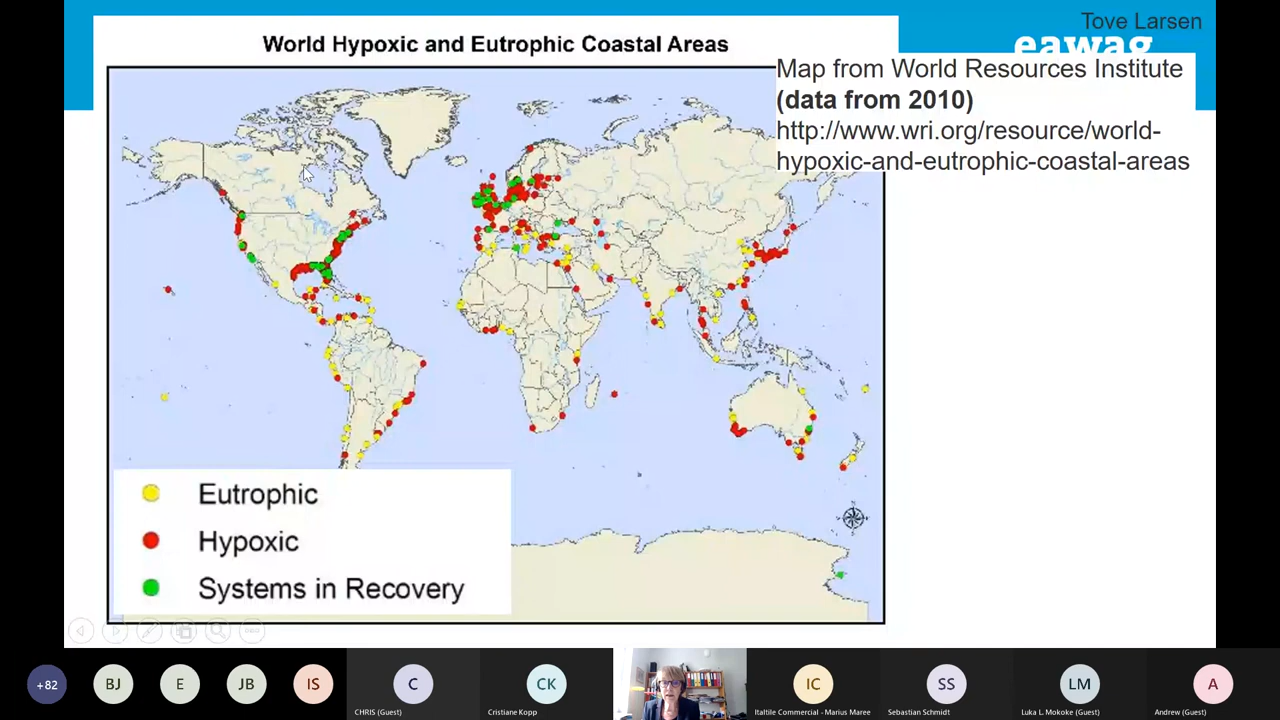 Tove Larsen
eawag
World Hypoxic and Eutrophic Coastal Areas
Map from World Resources Institute
(data from 2010)
http://www.wri.org/resource/world-
hypoxic-and-eutrophic-coastal-areas
Eutrophic
Hypoxic
Systems in Recovery
+82
BJ
E
JB
IS
C
CK
IC
SS
LM
A
CHRIS (Guest)
Cristiane Kopp
Italtile Commercial - Marius Maree
Sebastian Schmidt
Luka L. Mokoke (Guest)
Andrew (Guest)